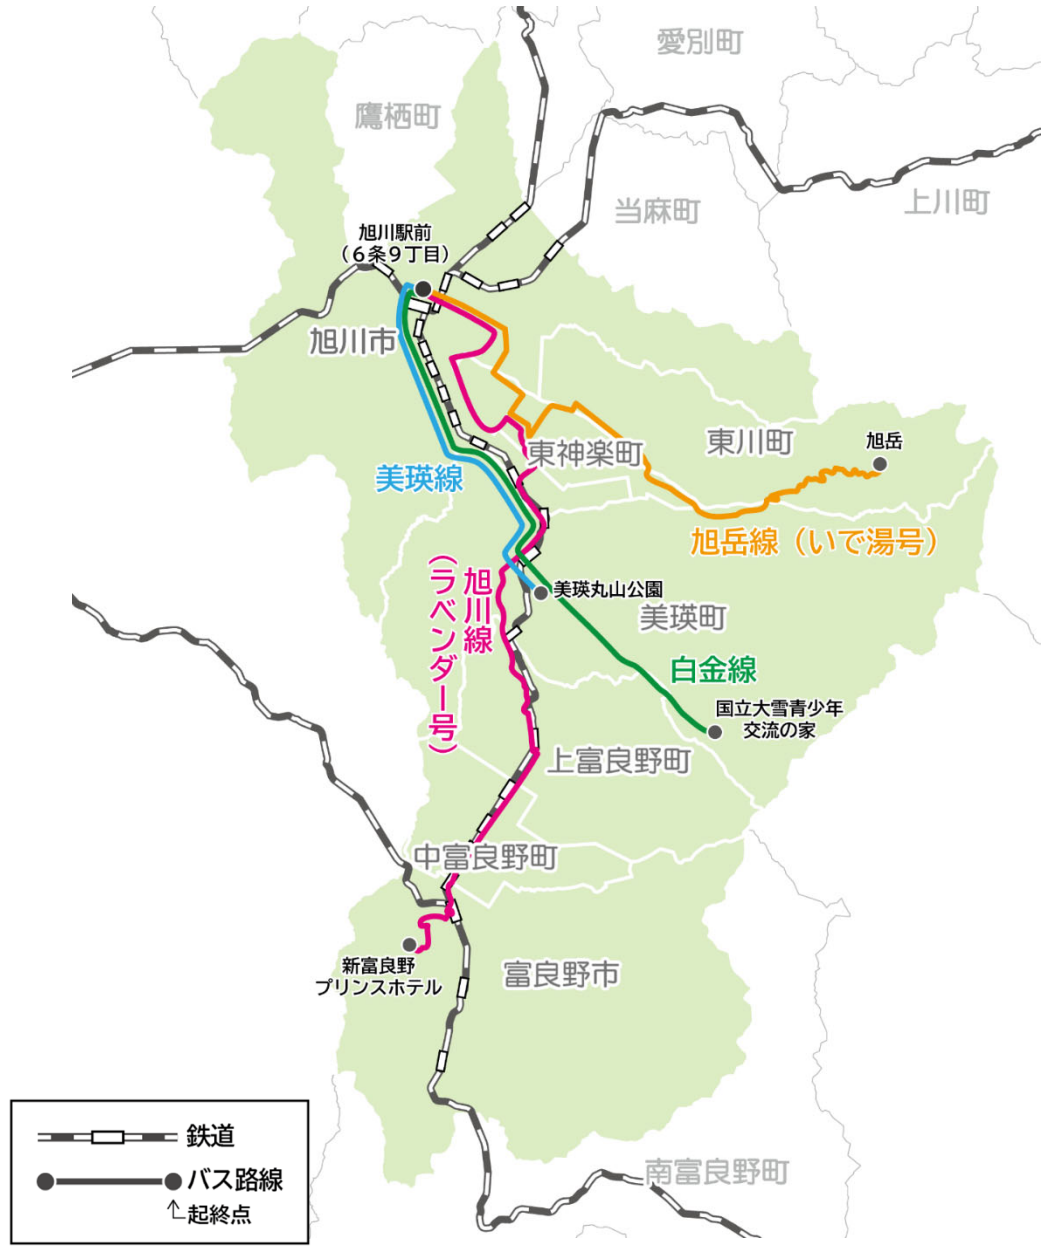 愛別町
鷹栖町
当麻町
上川町
旭川駅前
（6条9丁目）
旭川市
東神楽町
東川町
旭岳
美瑛線
旭岳線（いで湯号）
旭川線
（ラベンダー号）
美瑛丸山公園
美瑛町
白金線
国立大雪青少年
交流の家
上富良野町
中富良野町
新富良野
プリンスホテル
富良野市
南富良野町
鉄道
バス路線
起終点